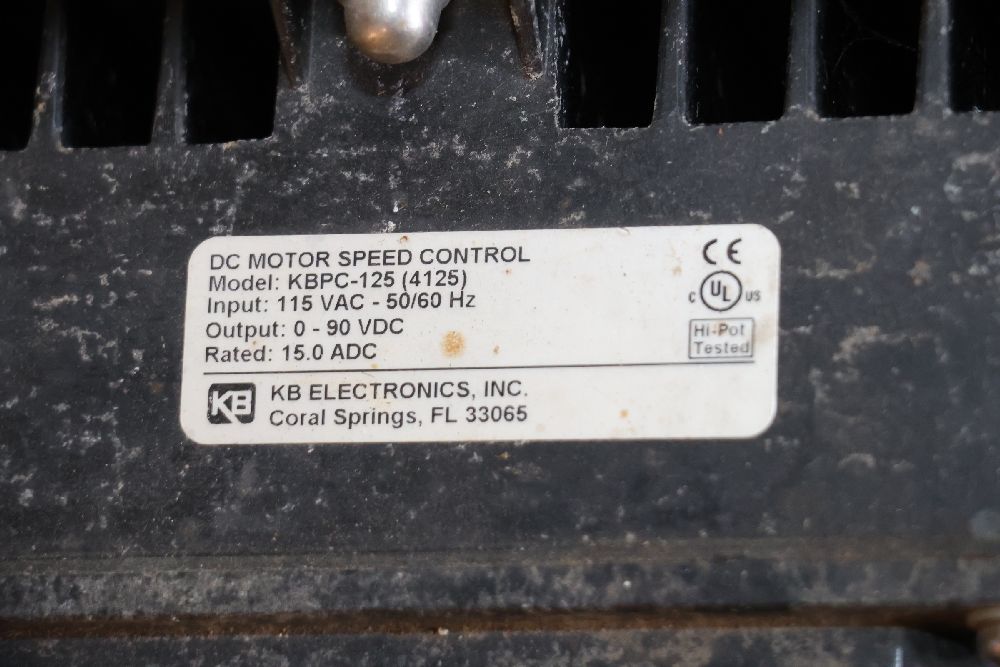 DC MOTOR SPEED CONTROL
Model: KBPC-125 (4125)
Input: 115 VAC - 50/60 Hz
Output: 0 - 90 VDC
Rated: 15.0 ADC
CE
C UL US
Hi-Pot
Tested
KB
KB ELECTRONICS, INC.
Coral Springs, FL 33065